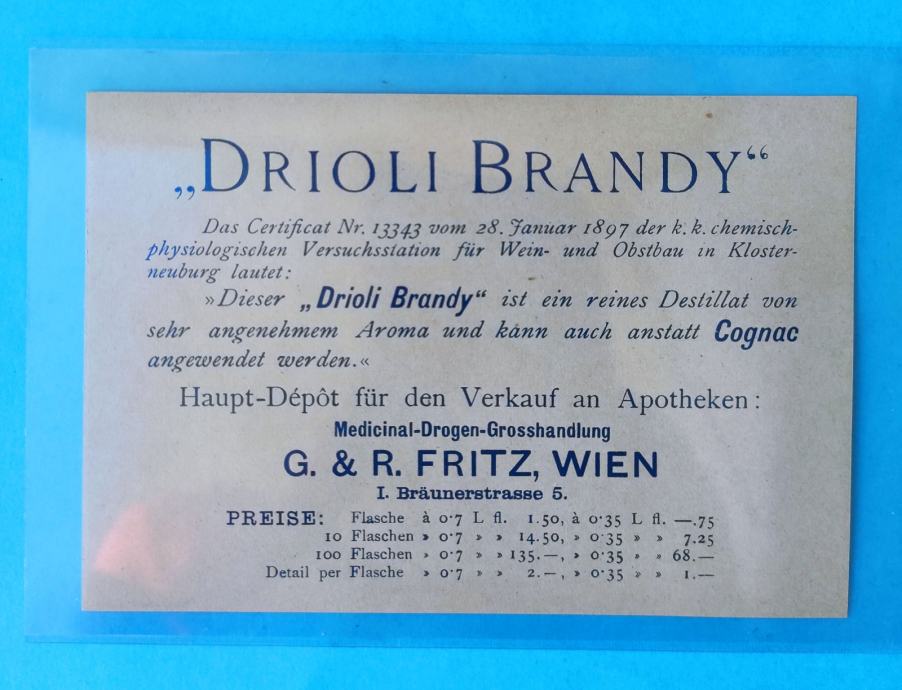 „DRIOLI BRANDY“
Das Certificat Nr. 13343 vom 28. Januar 1897 der k. k. chemisch-
physiologischen Versuchsstation für Wein- und Obstbau in Kloster-
neuburg lautet:
»Dieser „Drioli Brandy“ ist ein reines Destillat von
sehr angenehmem Aroma und kann auch anstatt Cognac
angewendet werden.«
Haupt-Dépôt für den Verkauf an Apotheken:
Medicinal-Drogen-Grosshandlung
G. & R. FRITZ, WIEN
I. Bräunerstrasse 5.
PREISE: Flasche à 0·7 L fl. 1.50, à 0·35 L fl. —.75
10 Flaschen » 0·7 » » 14.50, » 0·35 » » 7.25
100 Flaschen » 0·7 » » 135.—, » 0·35 » » 68.—
Detail per Flasche » 0·7 » » 2.—, » 0·35 » » 1.—